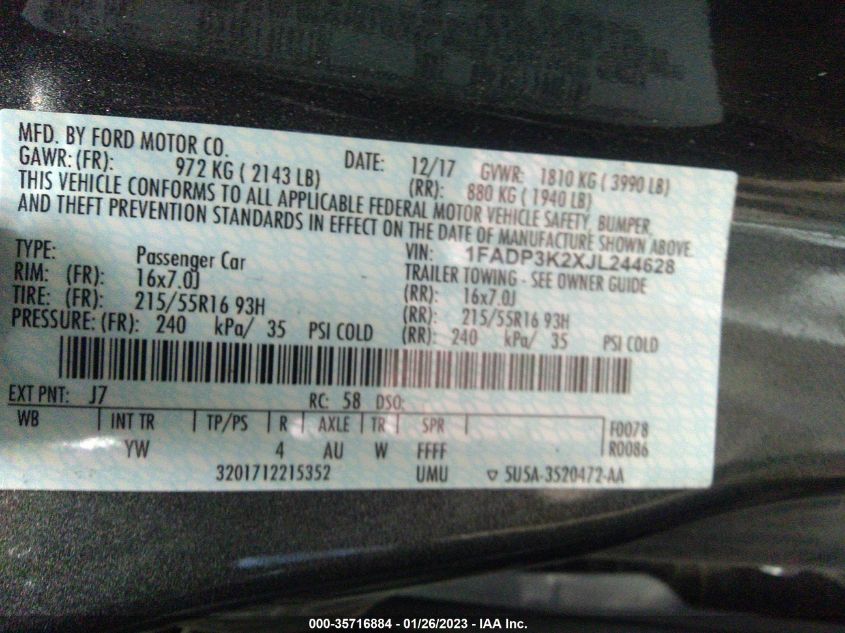 MFD. BY FORD MOTOR CO.
DATE: 12/17 GVWR: 1810 KG ( 3990 LB)
GAWR: (FR): 972 KG ( 2143 LB) (RR): 880 KG ( 1940 LB)
THIS VEHICLE CONFORMS TO ALL APPLICABLE FEDERAL MOTOR VEHICLE SAFETY, BUMPER,
AND THEFT PREVENTION STANDARDS IN EFFECT ON THE DATE OF MANUFACTURE SHOWN ABOVE.
VIN: 1FADP3K2XJL244628
TYPE: Passenger Car TRAILER TOWING - SEE OWNER GUIDE
RIM: (FR): 16x7.0J (RR): 16x7.0J
TIRE: (FR): 215/55R16 93H (RR): 215/55R16 93H
PRESSURE: (FR): 240 kPa/ 35 PSI COLD (RR): 240 kPa/ 35 PSI COLD
EXT PNT: J7 RC: 58 DSO:
WB INT TR TP/PS R AXLE TR SPR F0078
YW 4 AU W FFFF R0086
3201712215352 UMU ▽ 5U5A-3520472-AA
000-35716884 - 01/26/2023 - IAA Inc.